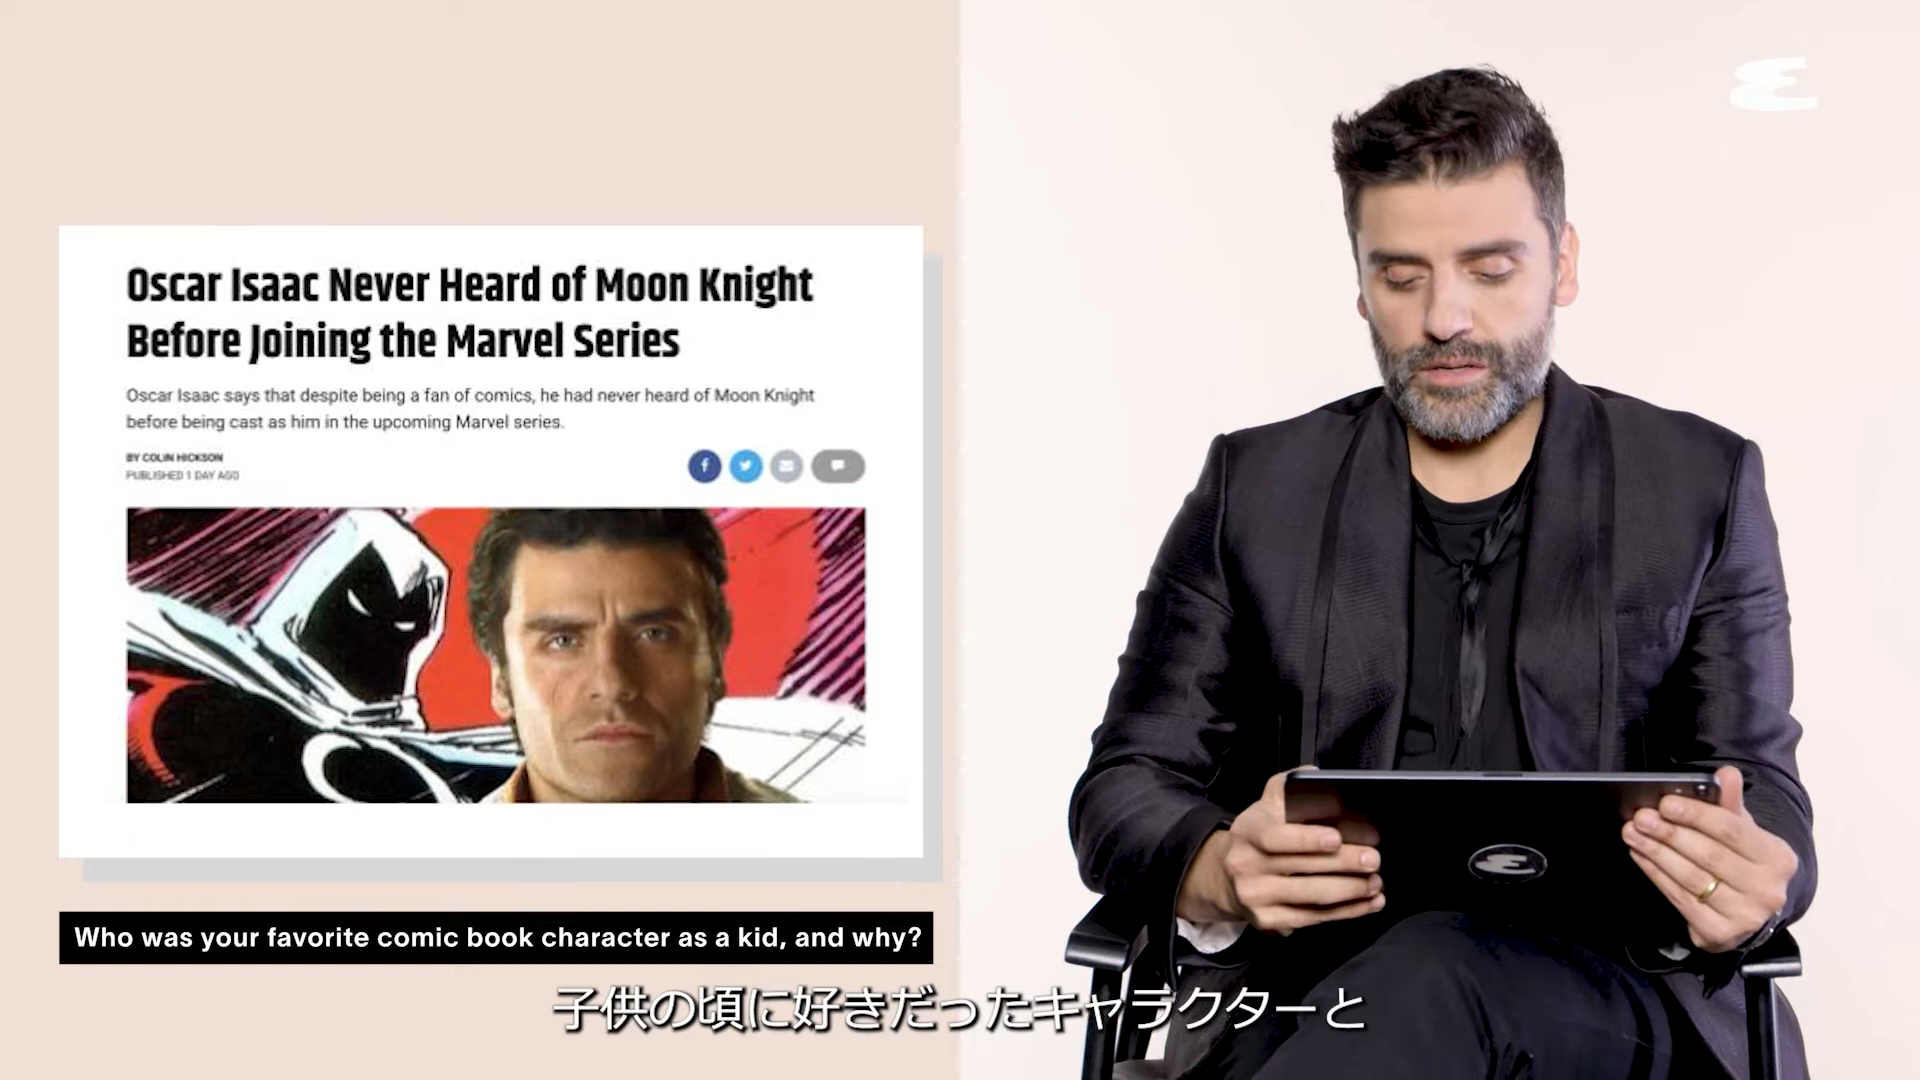 Oscar Isaac Never Heard of Moon Knight
Before Joining the Marvel Series
Oscar Isaac says that despite being a fan of comics, he had never heard of Moon Knight
before being cast as him in the upcoming Marvel series.
BY COLIN HICKSON
PUBLISHED 1 DAY AGO
Who was your favorite comic book character as a kid, and why?
子供の頃に好きだったキャラクターと